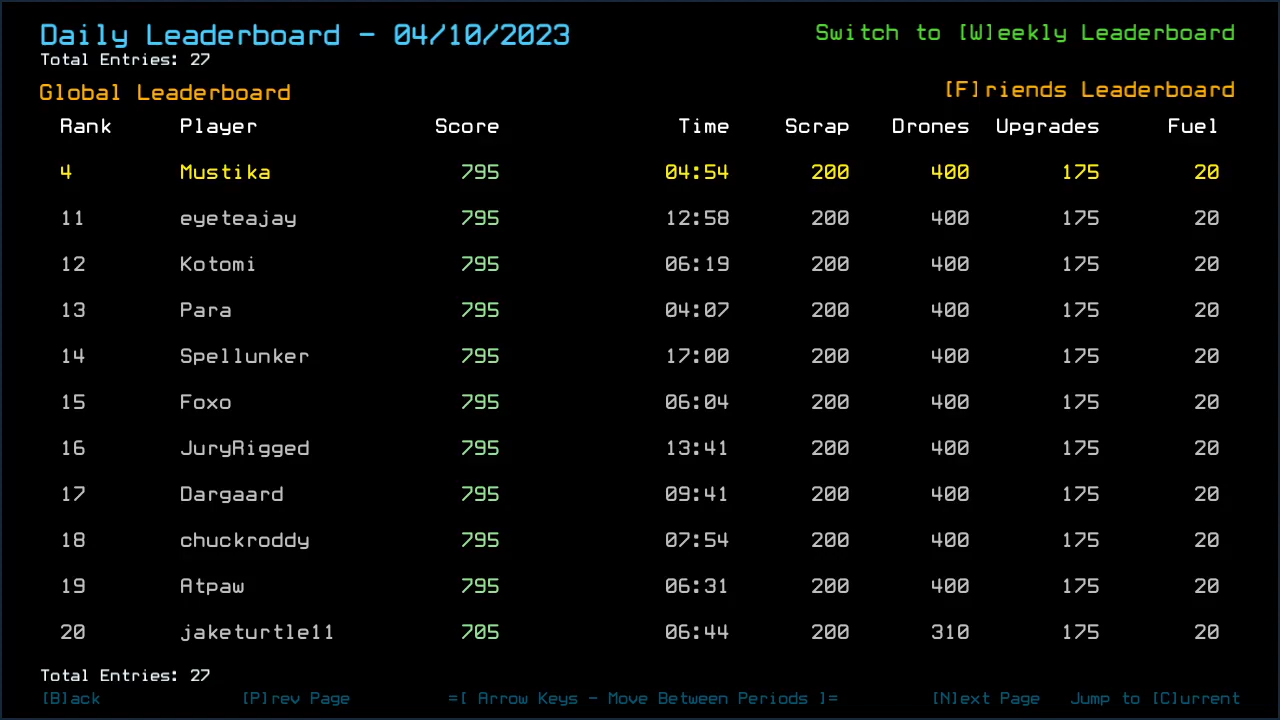 Daily Leaderboard - 04/10/2023 Switch to [W]eekly Leaderboard
Total Entries: 27
Global Leaderboard [F]riends Leaderboard
Rank Player Score Time Scrap Drones Upgrades Fuel
4 Mustika 795 04:54 200 400 175 20
11 eyeteajay 795 12:58 200 400 175 20
12 Kotomi 795 06:19 200 400 175 20
13 Para 795 04:07 200 400 175 20
14 Spellunker 795 17:00 200 400 175 20
15 Foxo 795 06:04 200 400 175 20
16 JuryRigged 795 13:41 200 400 175 20
17 Dargaard 795 09:41 200 400 175 20
18 chuckroddy 795 07:54 200 400 175 20
19 Atpaw 795 06:31 200 400 175 20
20 jaketurtle11 705 06:44 200 310 175 20
Total Entries: 27
[B]ack [P]rev Page =[ Arrow Keys - Move Between Periods ]= [N]ext Page Jump to [C]urrent